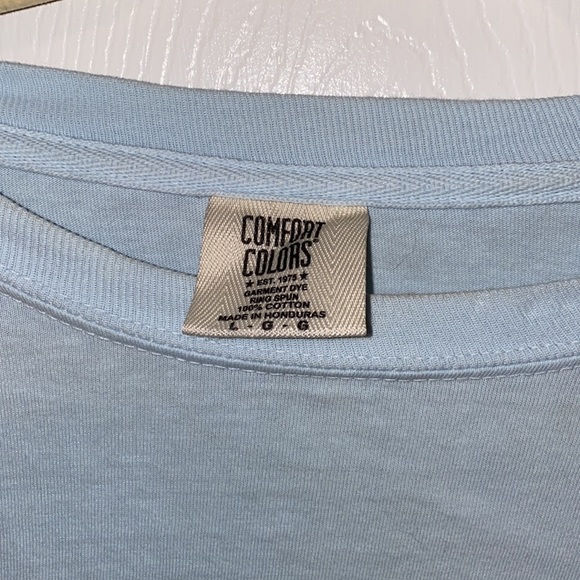 COMFORT
COLORS®
★ EST. 1975 ★
GARMENT DYE
RING SPUN
100% COTTON
MADE IN HONDURAS
L - G - G